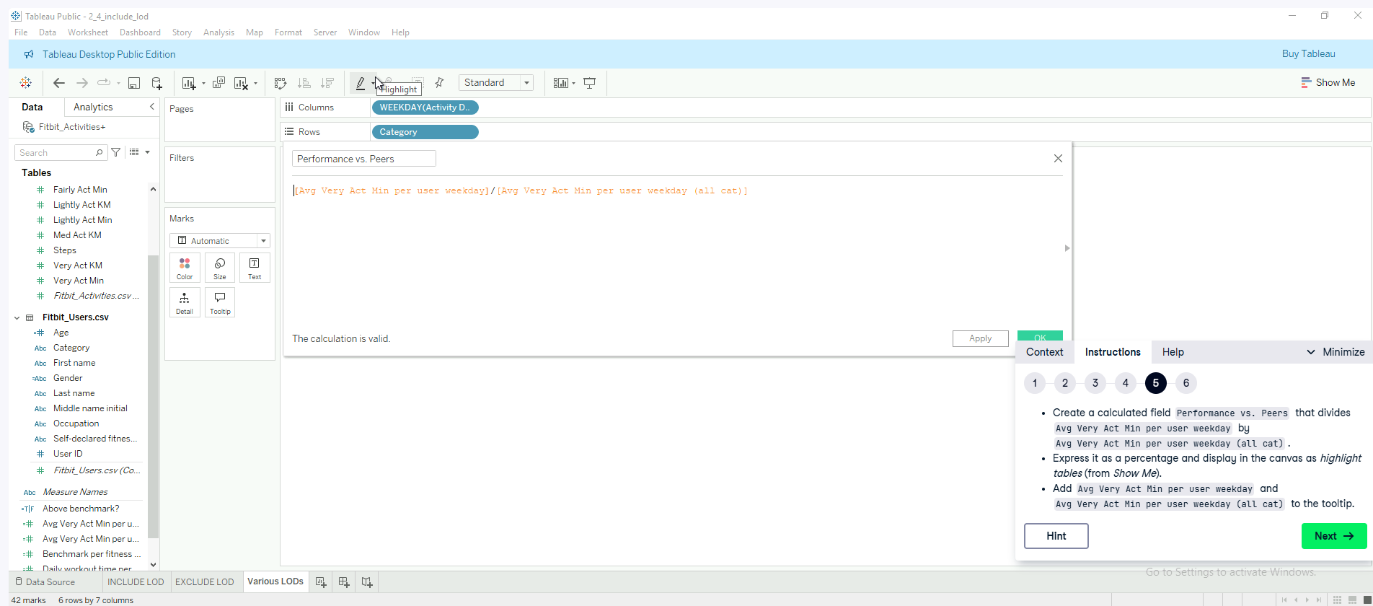 Tableau Public - 2_4_include_lod
File Data Worksheet Dashboard Story Analysis Map Format Server Window Help
Tableau Desktop Public Edition
Buy Tableau
Standard
Show Me
Highlight
Data Analytics
Pages
Columns
WEEKDAY(Activity D..
Fitbit_Activities+
Rows
Category
Search
Filters
Performance vs. Peers
Tables
Fairly Act Min
[Avg Very Act Min per user weekday]/[Avg Very Act Min per user weekday (all cat)]
Lightly Act KM
Lightly Act Min
Marks
Med Act KM
Automatic
Steps
Very Act KM
Color Size Text
Very Act Min
Fitbit_Activities.csv ...
Detail Tooltip
Fitbit_Users.csv
Age
The calculation is valid.
Apply
OK
Abc Category
Abc First name
Abc Gender
Abc Last name
Abc Middle name initial
Abc Occupation
Abc Self-declared fitnes...
User ID
Fitbit_Users.csv (Co...
Abc Measure Names
T|F Above benchmark?
Avg Very Act Min per u...
Avg Very Act Min per u...
Benchmark per fitness ...
Daily workout time per
Context Instructions Help Minimize
1 2 3 4 5 6
• Create a calculated field Performance vs. Peers that divides
Avg Very Act Min per user weekday by
Avg Very Act Min per user weekday (all cat) .
• Express it as a percentage and display in the canvas as highlight
tables (from Show Me).
• Add Avg Very Act Min per user weekday and
Avg Very Act Min per user weekday (all cat) to the tooltip.
Hint
Next →
Go to Settings to activate Windows.
Data Source INCLUDE LOD EXCLUDE LOD Various LODs
42 marks 6 rows by 7 columns